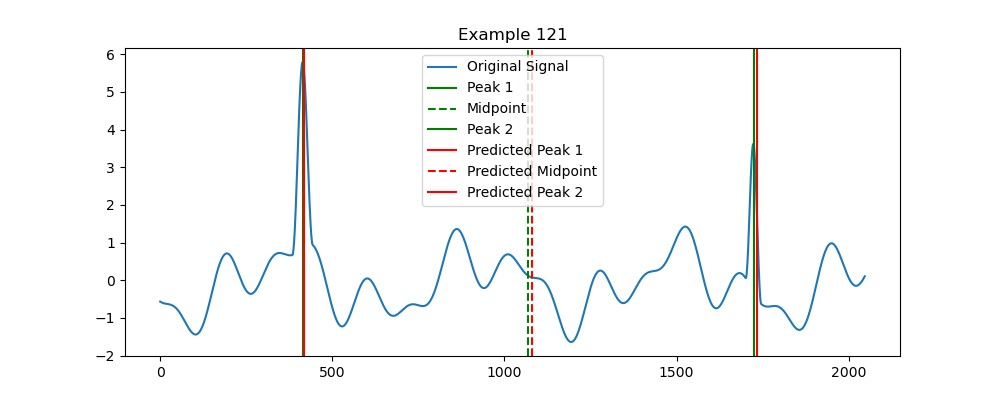 Example 121
6
5
4
3
2
1
0
−1
−2
Original Signal
Peak 1
Midpoint
Peak 2
Predicted Peak 1
Predicted Midpoint
Predicted Peak 2
0 500 1000 1500 2000